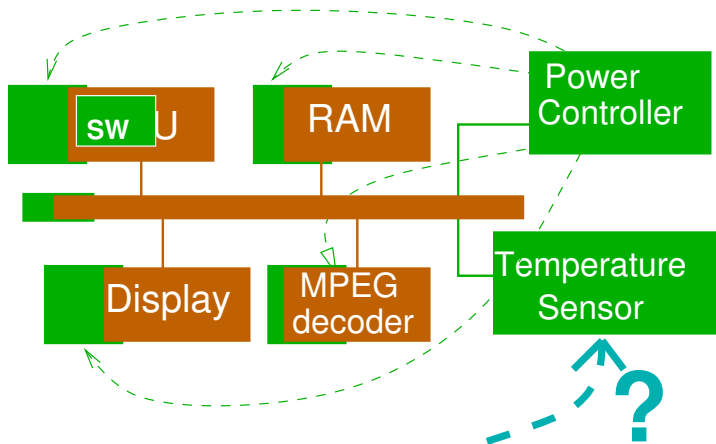 Power
Controller
sw
U
RAM
Temperature
Sensor
Display
MPEG
decoder
?